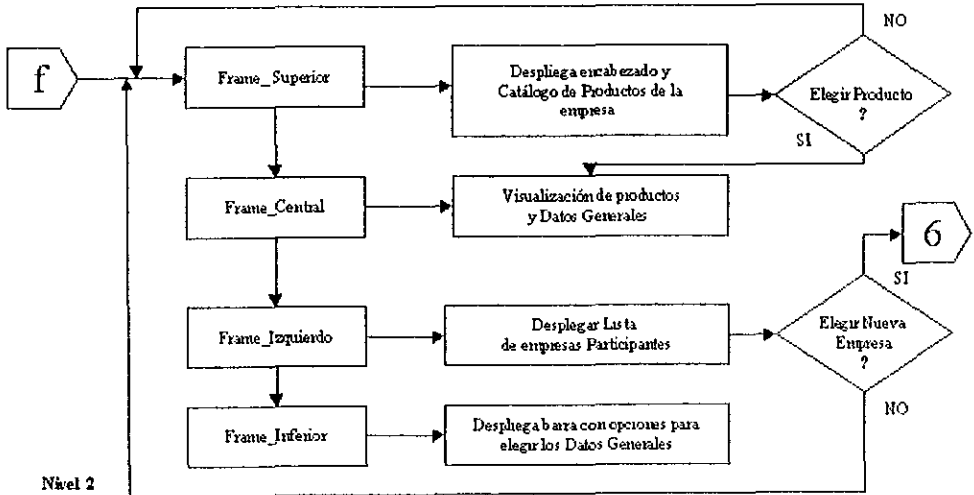 NO
f
Frame_Superior
Despliega encabezado y
Catálogo de Productos de la
empresa
Elegir Producto
?
SI
Frame_Central
Visualización de productos
y Datos Generales
6
SI
Frame_Izquierdo
Desplegar Lista
de empresas Participantes
Elegir Nueva
Empresa
?
NO
Frame_Inferior
Despliega barra con opciones para
elegir los Datos Generales
Nivel 2